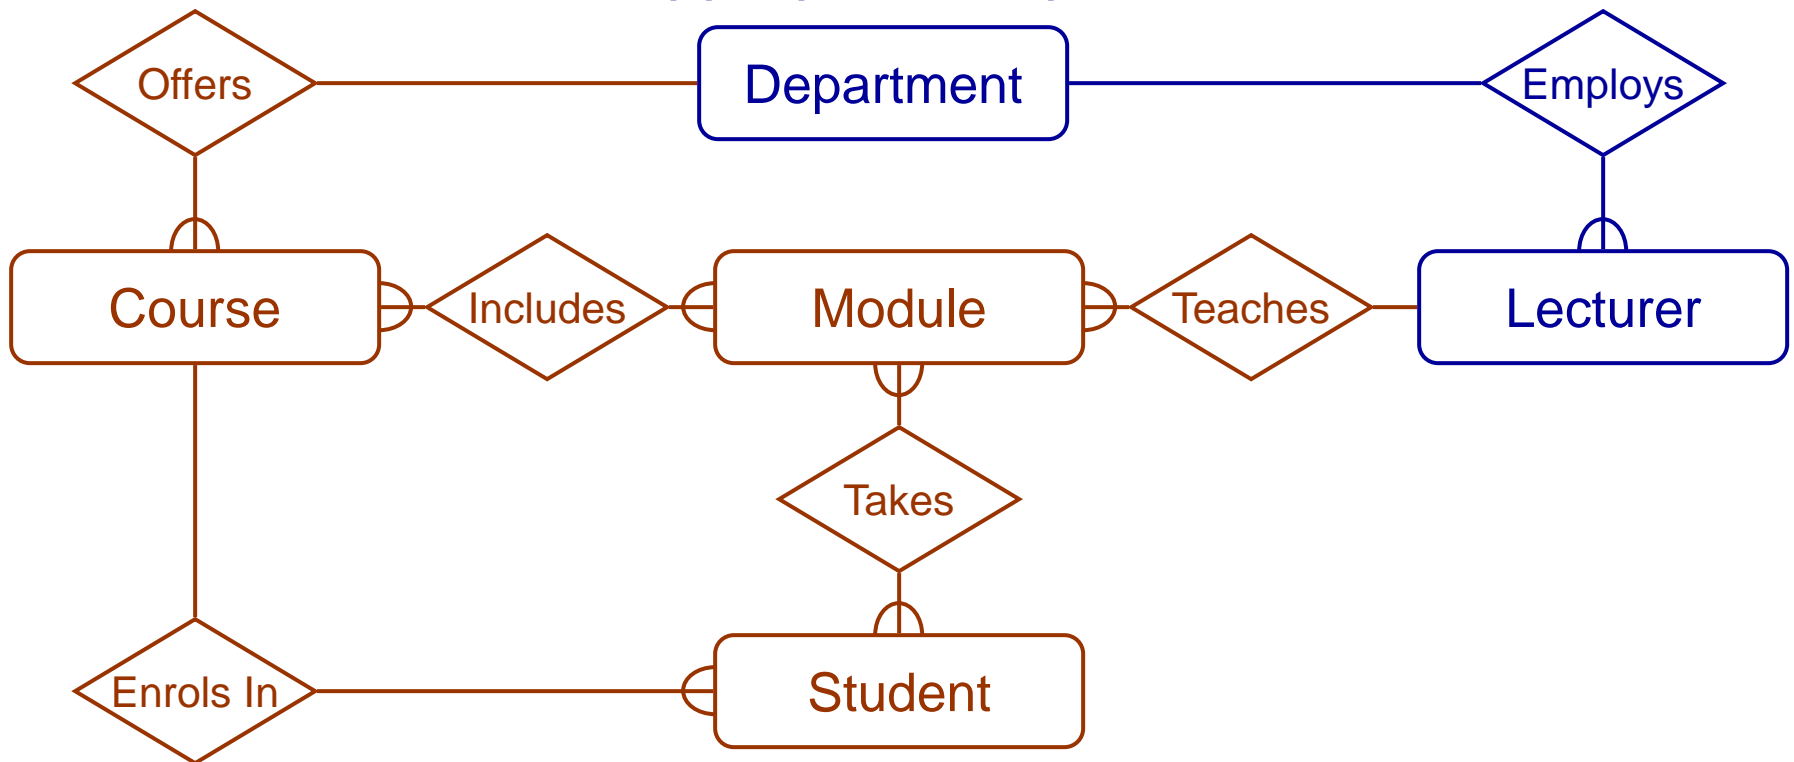 Offers
Department
Employs
Course
Includes
Module
Teaches
Lecturer
Takes
Enrols In
Student